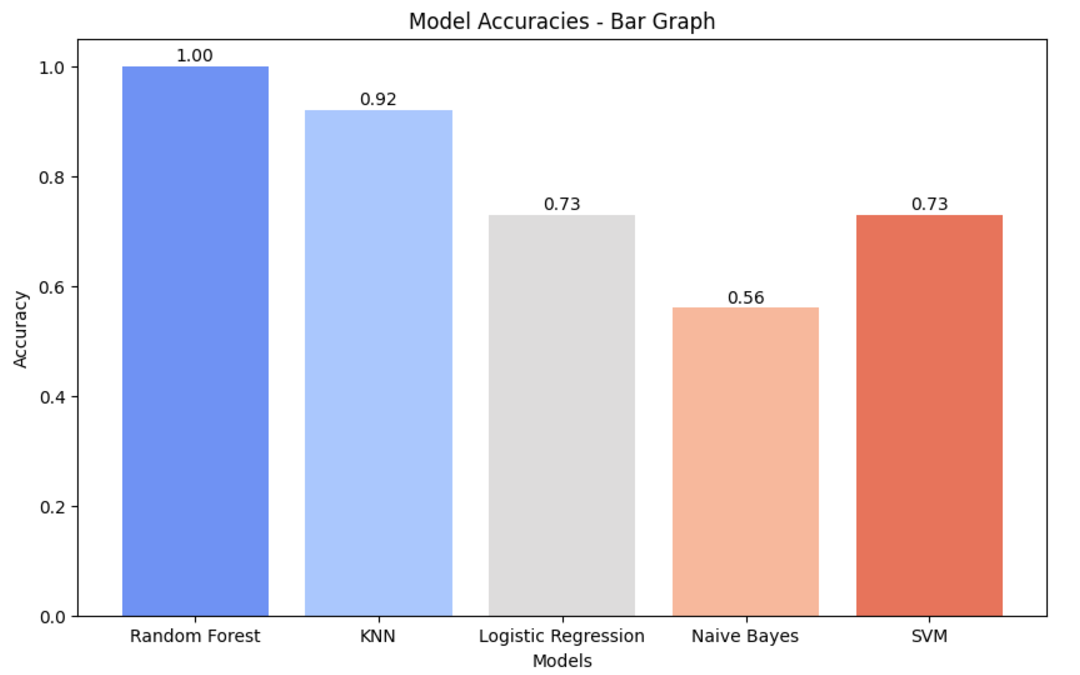 Model Accuracies - Bar Graph
1.00
0.92
0.73
0.56
0.73
1.0
0.8
0.6
0.4
0.2
0.0
Accuracy
Random Forest
KNN
Logistic Regression
Naive Bayes
SVM
Models